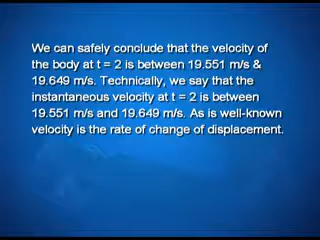 We can safely conclude that the velocity of
the body at t = 2 is between 19.551 m/s &
19.649 m/s. Technically, we say that the
instantaneous velocity at t = 2 is between
19.551 m/s and 19.649 m/s. As is well-known
velocity is the rate of change of displacement.